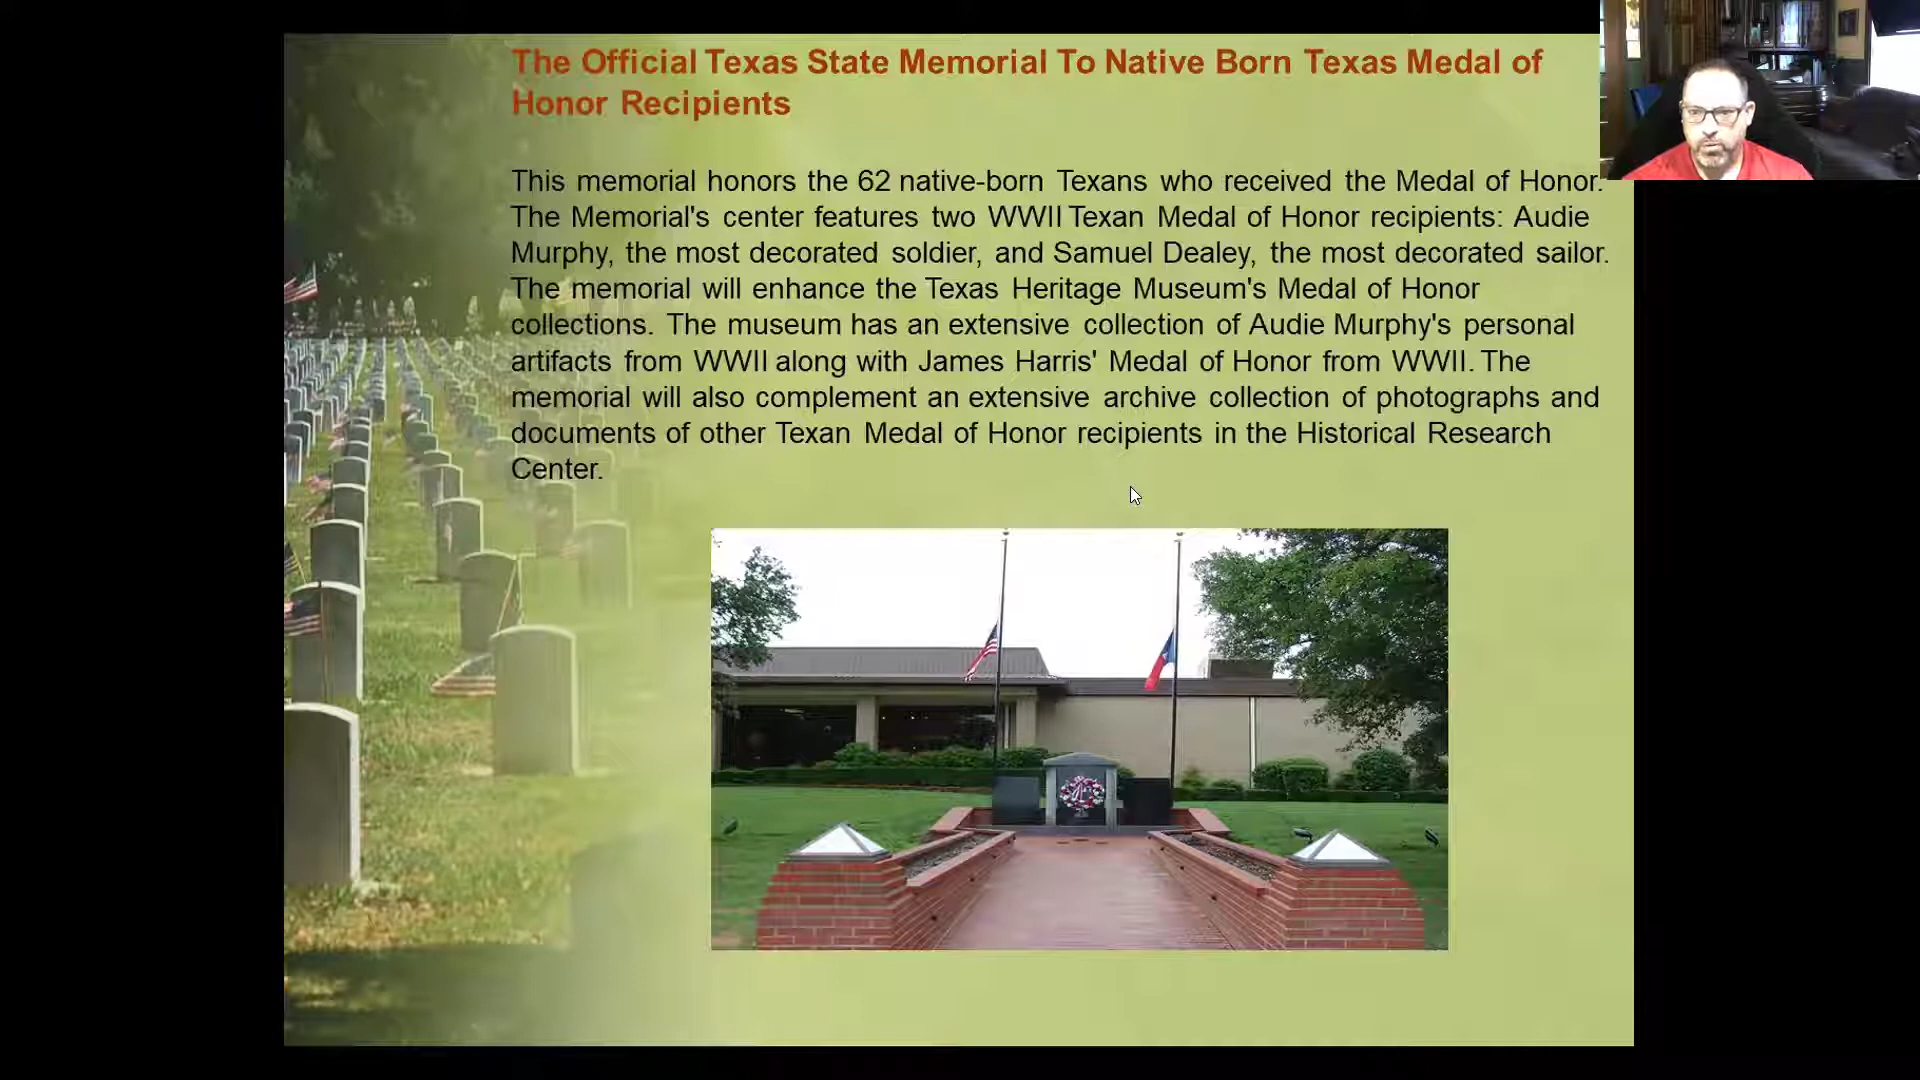 The Official Texas State Memorial To Native Born Texas Medal of
Honor Recipients
This memorial honors the 62 native-born Texans who received the Medal of Honor.
The Memorial's center features two WWII Texan Medal of Honor recipients: Audie
Murphy, the most decorated soldier, and Samuel Dealey, the most decorated sailor.
The memorial will enhance the Texas Heritage Museum's Medal of Honor
collections. The museum has an extensive collection of Audie Murphy's personal
artifacts from WWII along with James Harris' Medal of Honor from WWII. The
memorial will also complement an extensive archive collection of photographs and
documents of other Texan Medal of Honor recipients in the Historical Research
Center.